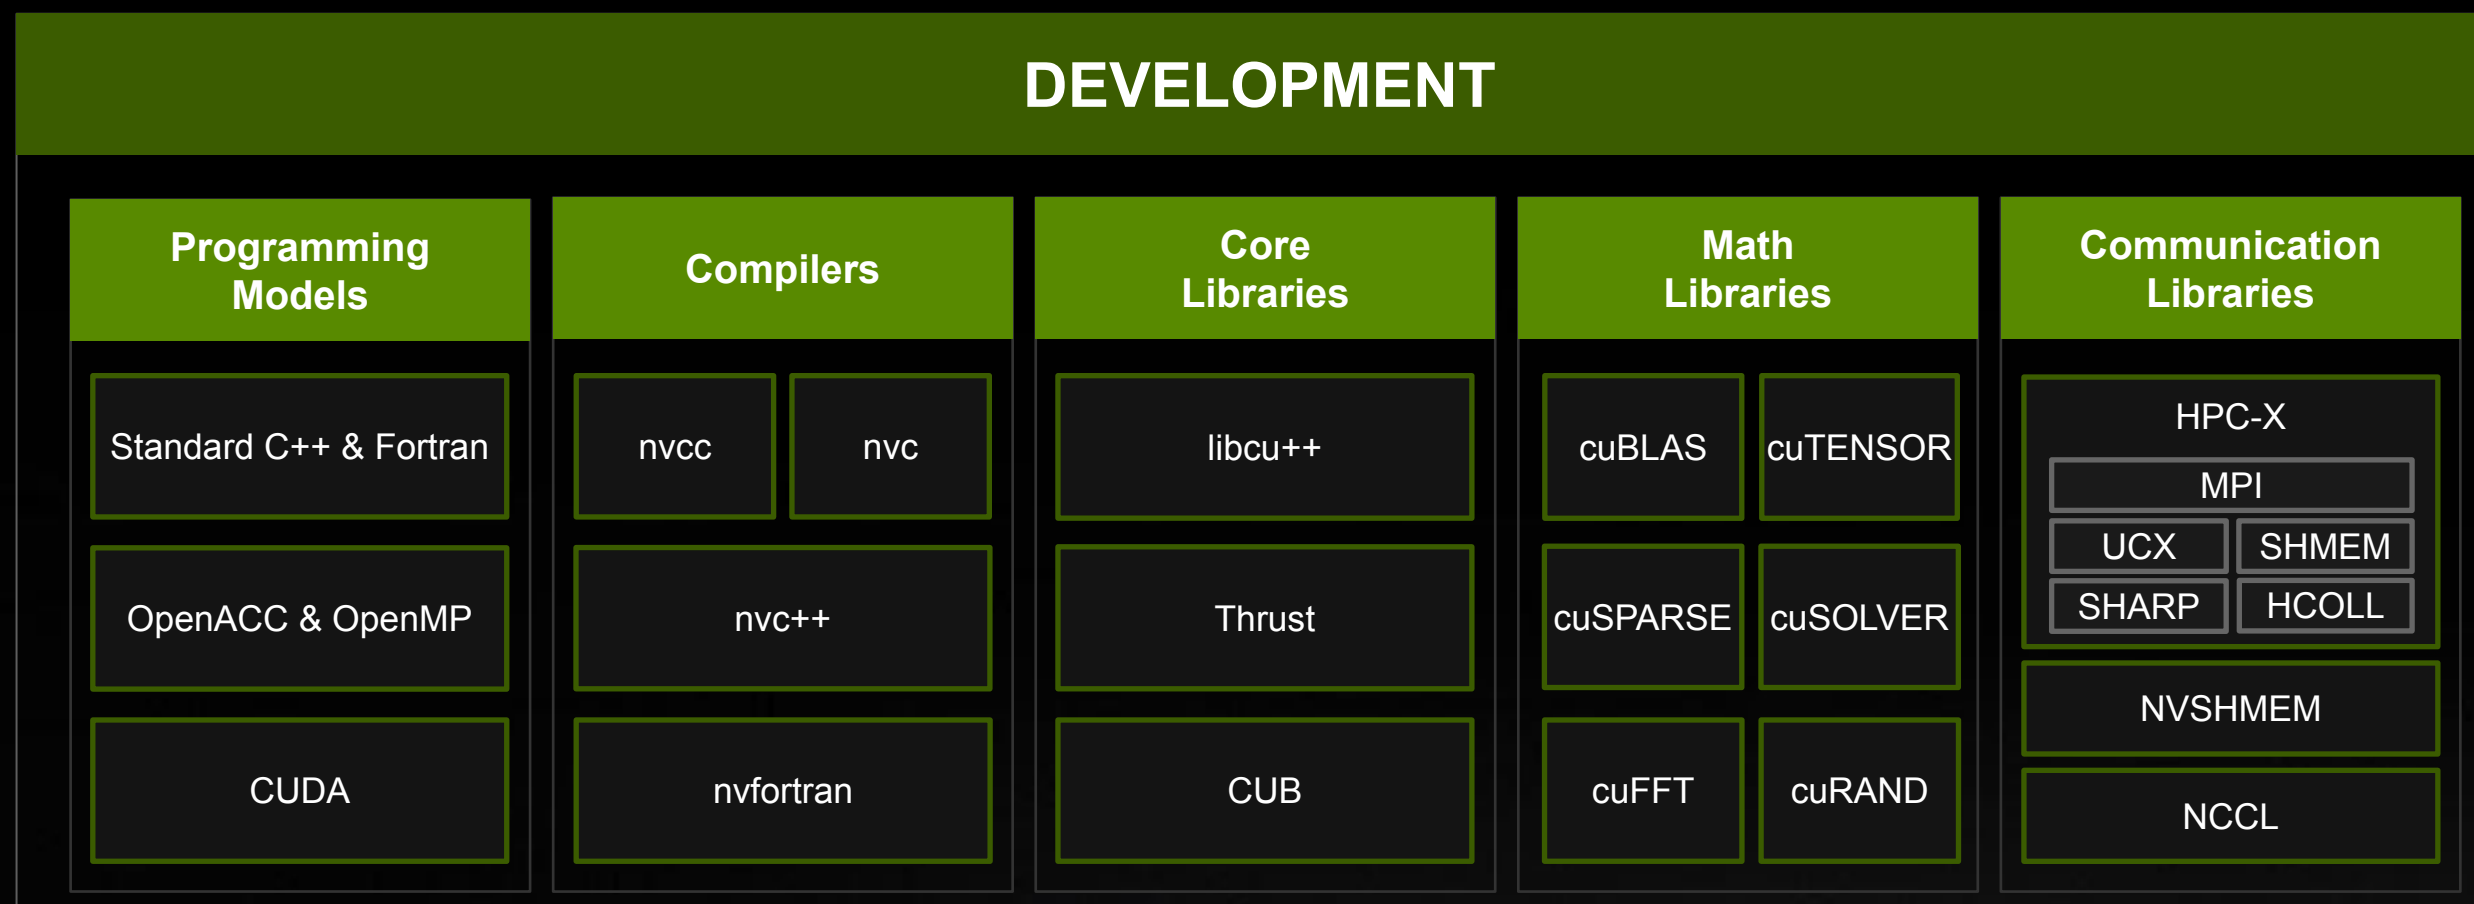 DEVELOPMENT
Programming
Models
Standard C++ & Fortran
OpenACC & OpenMP
CUDA
Compilers
nvcc
nvc
nvc++
nvfortran
Core
Libraries
libcu++
Thrust
CUB
Math
Libraries
cuBLAS
cuTENSOR
cuSPARSE
cuSOLVER
cuFFT
cuRAND
Communication
Libraries
HPC-X
MPI
UCX
SHMEM
SHARP
HCOLL
NVSHMEM
NCCL